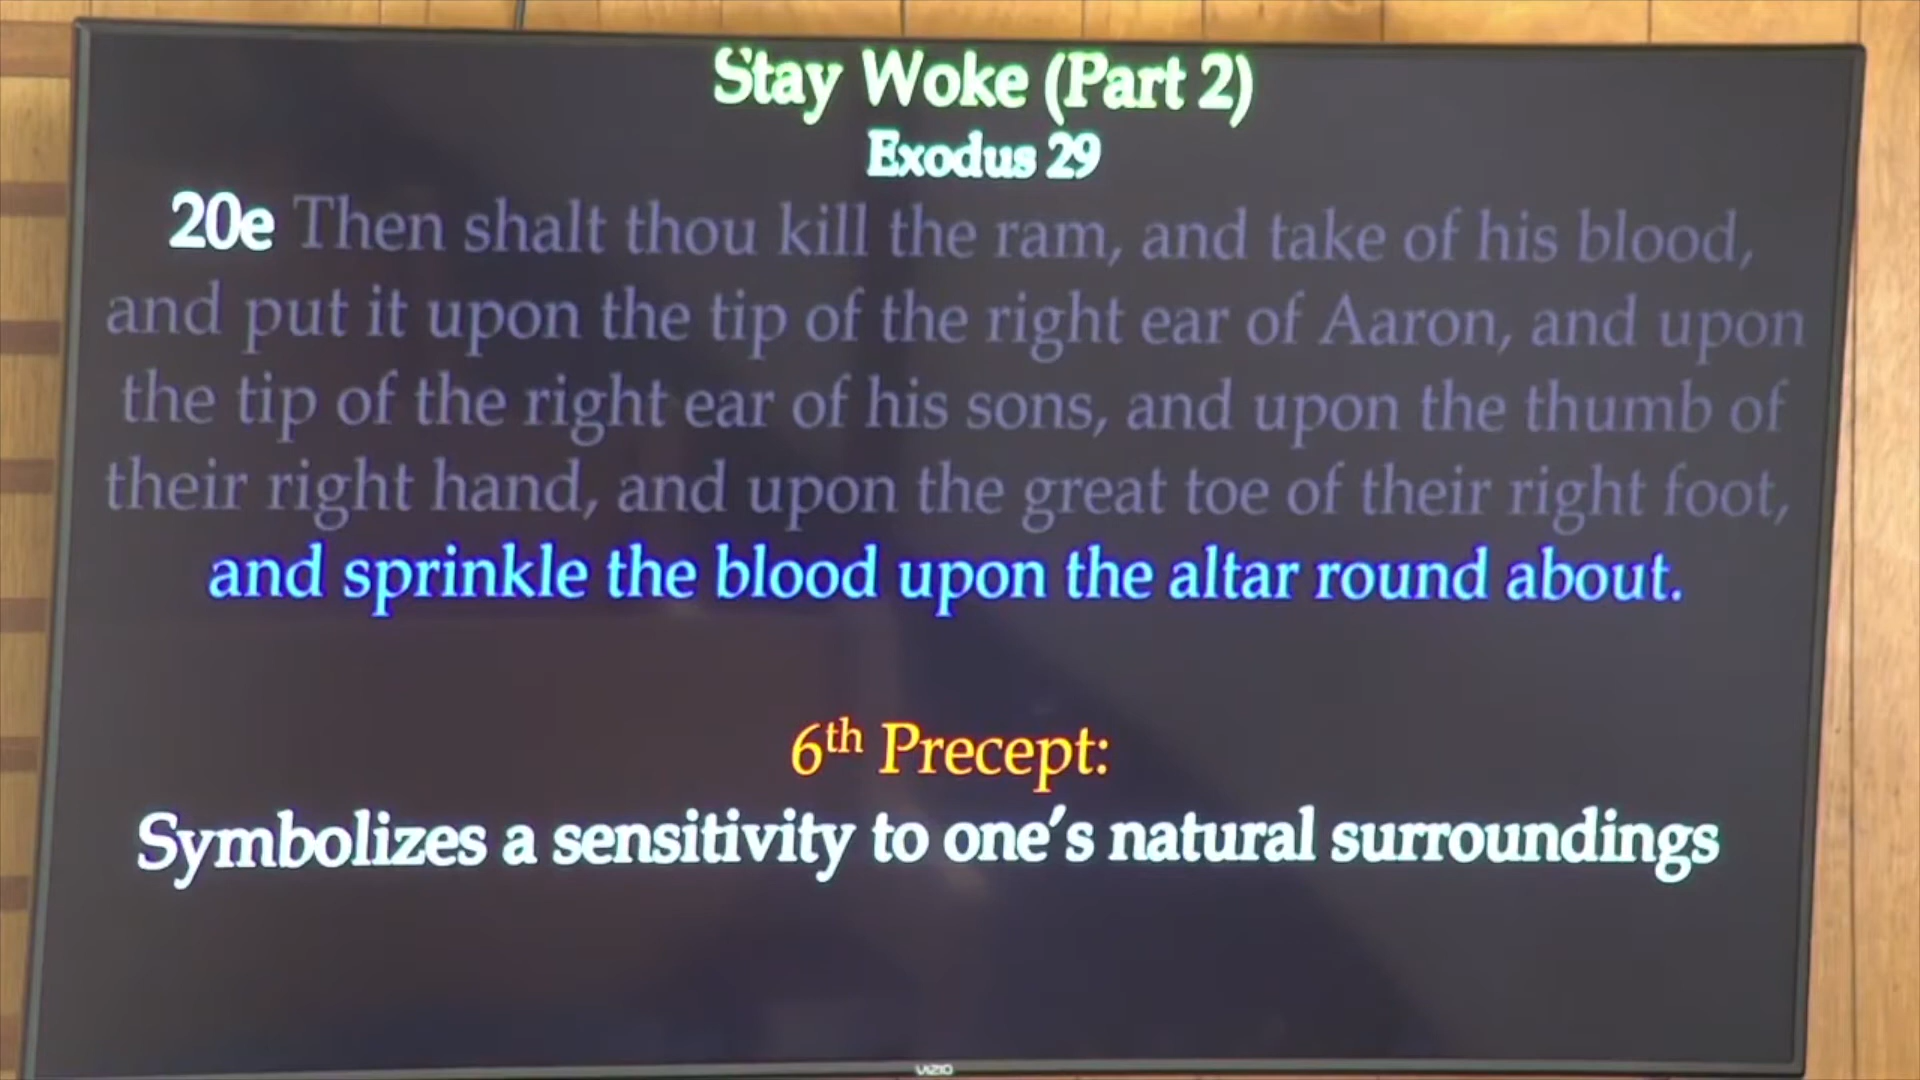 Stay Woke (Part 2)
Exodus 29
20e Then shalt thou kill the ram, and take of his blood,
and put it upon the tip of the right ear of Aaron, and upon
the tip of the right ear of his sons, and upon the thumb of
their right hand, and upon the great toe of their right foot,
and sprinkle the blood upon the altar round about.
6th Precept:
Symbolizes a sensitivity to one's natural surroundings
VIZIO